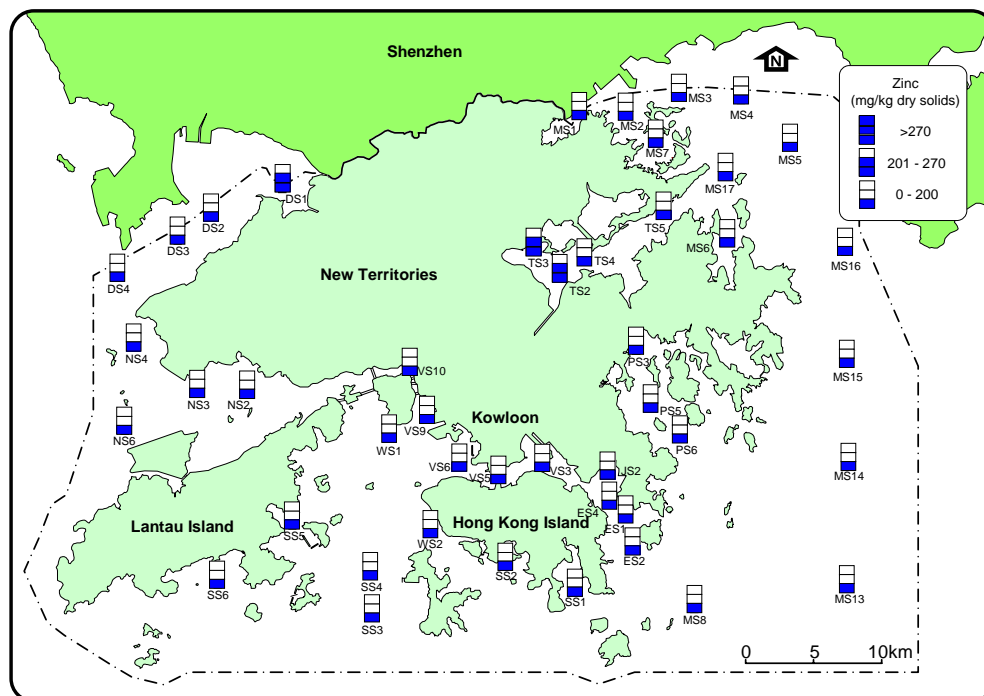 Shenzhen
N
Zinc
(mg/kg dry solids)
>270
201 - 270
0 - 200
MS1
MS2
MS3
MS4
MS7
MS5
MS17
DS1
DS2
DS3
DS4
TS5
MS6
MS16
TS3
TS4
TS2
New Territories
NS4
PS3
MS15
VS10
NS3
NS2
PS5
NS6
VS9
Kowloon
WS1
PS6
VS6
VS5
VS3
JS2
MS14
ES4
ES1
Lantau Island
SS5
WS2
Hong Kong Island
ES2
SS2
SS4
SS6
SS1
MS13
SS3
MS8
0 5 10km